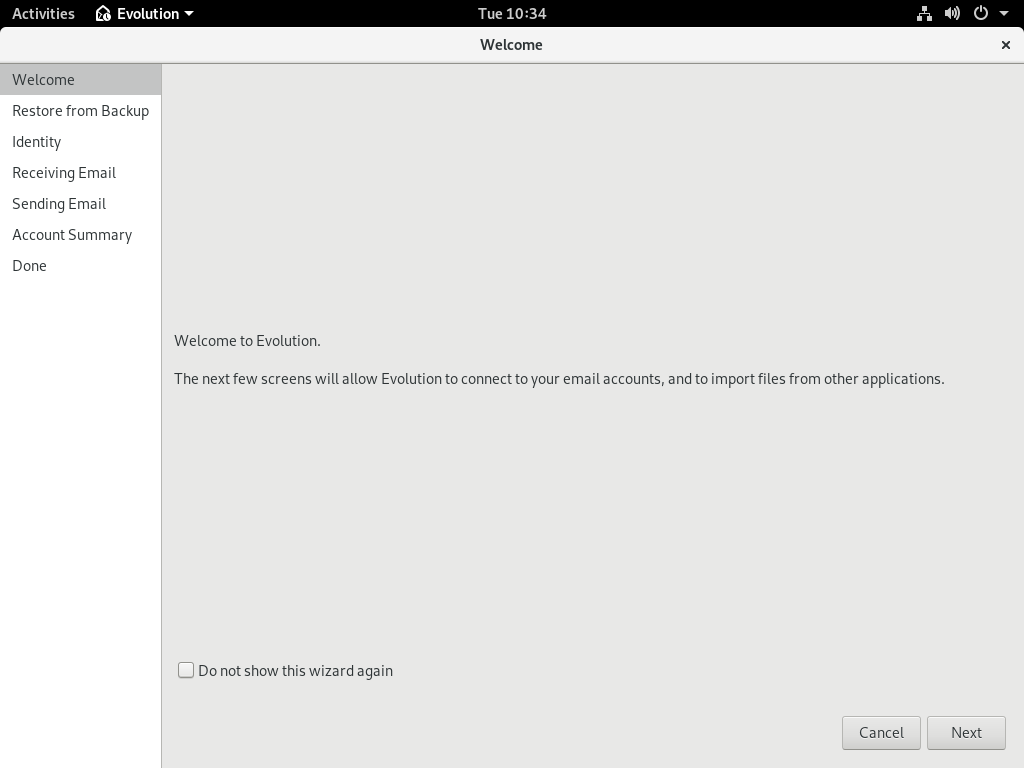 Activities Evolution Tue 10:34
Welcome
Welcome
Restore from Backup
Identity
Receiving Email
Sending Email
Account Summary
Done
Welcome to Evolution.
The next few screens will allow Evolution to connect to your email accounts, and to import files from other applications.
Do not show this wizard again
Cancel Next